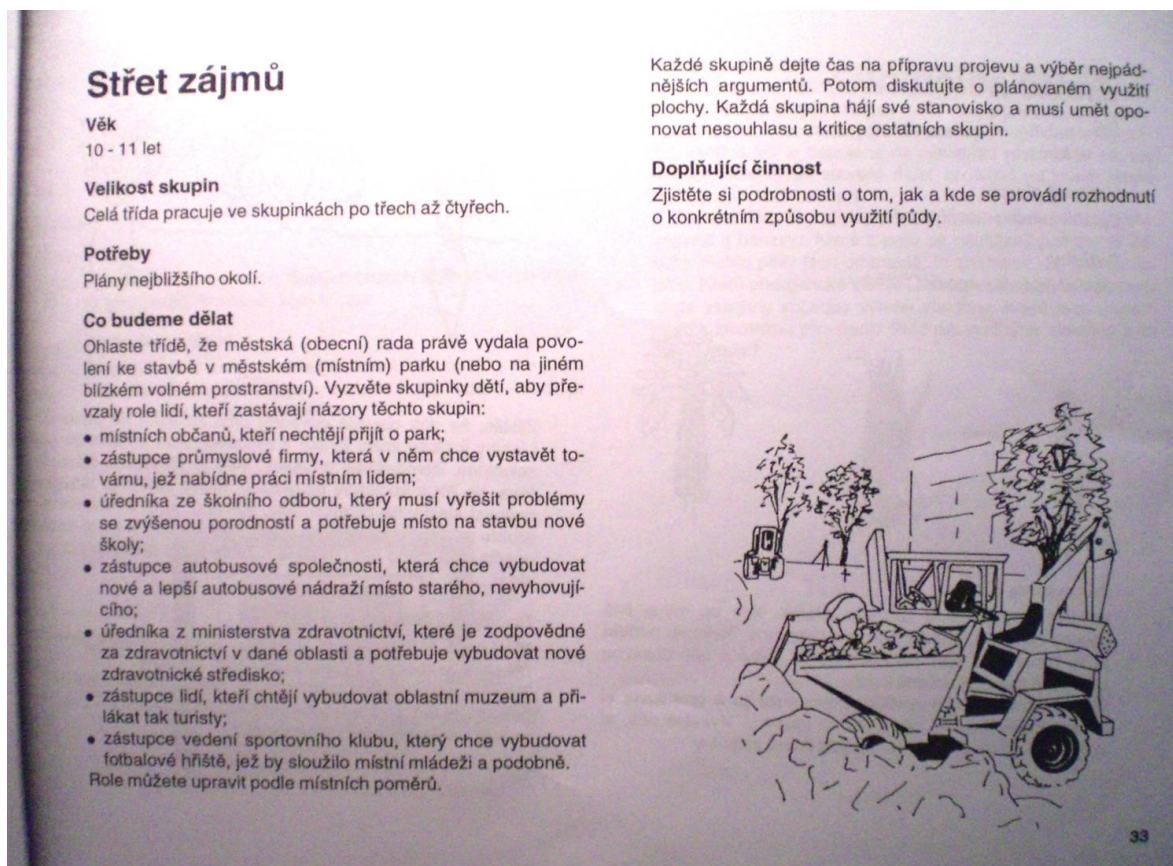 Střet zájmů
Věk
10 - 11 let
Velikost skupin
Celá třída pracuje ve skupinkách po třech až čtyřech.
Potřeby
Plány nejbližšího okolí.
Co budeme dělat
Ohlaste třídě, že městská (obecní) rada právě vydala povo-
lení ke stavbě v městském (místním) parku (nebo na jiném
blízkém volném prostranství). Vyzvěte skupinky dětí, aby pře-
vzaly role lidí, kteří zastávají názory těchto skupin:
• místních občanů, kteří nechtějí přijít o park;
• zástupce průmyslové firmy, která v něm chce vystavět to-
várnu, jež nabídne práci místním lidem;
• úředníka ze školního odboru, který musí vyřešit problémy
se zvýšenou porodností a potřebuje místo na stavbu nové
školy;
• zástupce autobusové společnosti, která chce vybudovat
nové a lepší autobusové nádraží místo starého, nevyhovují-
cího;
• úředníka z ministerstva zdravotnictví, které je zodpovědné
za zdravotnictví v dané oblasti a potřebuje vybudovat nové
zdravotnické středisko;
• zástupce lidí, kteří chtějí vybudovat oblastní muzeum a při-
lákat tak turisty;
• zástupce vedení sportovního klubu, který chce vybudovat
fotbalové hřiště, jež by sloužilo místní mládeži a podobně.
Role můžete upravit podle místních poměrů.
Každé skupině dejte čas na přípravu projevu a výběr nejpád-
nějších argumentů. Potom diskutujte o plánovaném využití
plochy. Každá skupina hájí své stanovisko a musí umět opo-
novat nesouhlasu a kritice ostatních skupin.
Doplňující činnost
Zjistěte si podrobnosti o tom, jak a kde se provádí rozhodnutí
o konkrétním způsobu využití půdy.
33